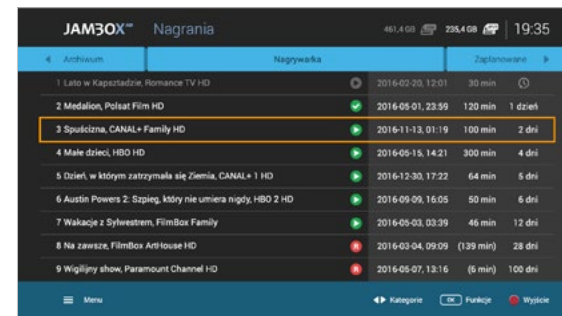 JAMBOX Nagrania 461,4 GB 235,4 GB 19:35
Archiwum Nagrywarka Zaplanowane
1 Lato w Kapsztadzie, Romance TV HD 2016-02-20, 12:01 30 min
2 Medalion, Polsat Film HD 2016-05-01, 23:59 120 min 1 dzień
3 Spuścizna, CANAL+ Family HD 2016-11-13, 01:19 100 min 2 dni
4 Małe dzieci, HBO HD 2016-05-15, 14:21 300 min 4 dni
5 Dzień, w którym zatrzymała się Ziemia, CANAL+ 1 HD 2016-12-30, 17:22 64 min 5 dni
6 Austin Powers 2: Szpieg, który nie umiera nigdy, HBO 2 HD 2016-09-09, 16:05 50 min 6 dni
7 Wakacje z Sylwestrem, FilmBox Family 2016-05-03, 03:39 46 min 12 dni
8 Na zawsze, FilmBox ArtHouse HD 2016-03-04, 09:09 (139 min) 28 dni
9 Wigilijny show, Paramount Channel HD 2016-05-07, 13:16 (6 min) 100 dni
Menu Kategorie OK Funkcje Wyjście